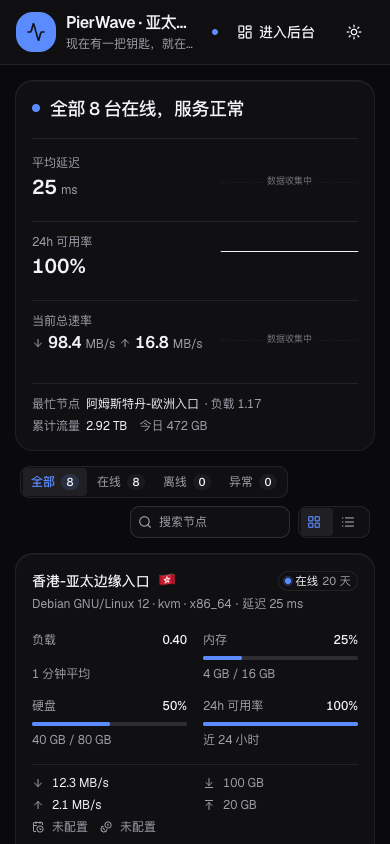 PierWave · 亚太...
现在有一把钥匙，就在...
进入后台
全部 8 台在线，服务正常
平均延迟
25 ms
数据收集中
24h 可用率
100%
当前总速率
↓ 98.4 MB/s ↑ 16.8 MB/s
数据收集中
最忙节点 阿姆斯特丹-欧洲入口 · 负载 1.17
累计流量 2.92 TB 今日 472 GB
全部 8 在线 8 离线 0 异常 0
搜索节点
香港-亚太边缘入口
在线 20 天
Debian GNU/Linux 12 · kvm · x86_64 · 延迟 25 ms
负载 0.40
内存 25%
1 分钟平均
4 GB / 16 GB
硬盘 50%
24h 可用率 100%
40 GB / 80 GB
近 24 小时
↓ 12.3 MB/s
100 GB
↑ 2.1 MB/s
20 GB
未配置 未配置